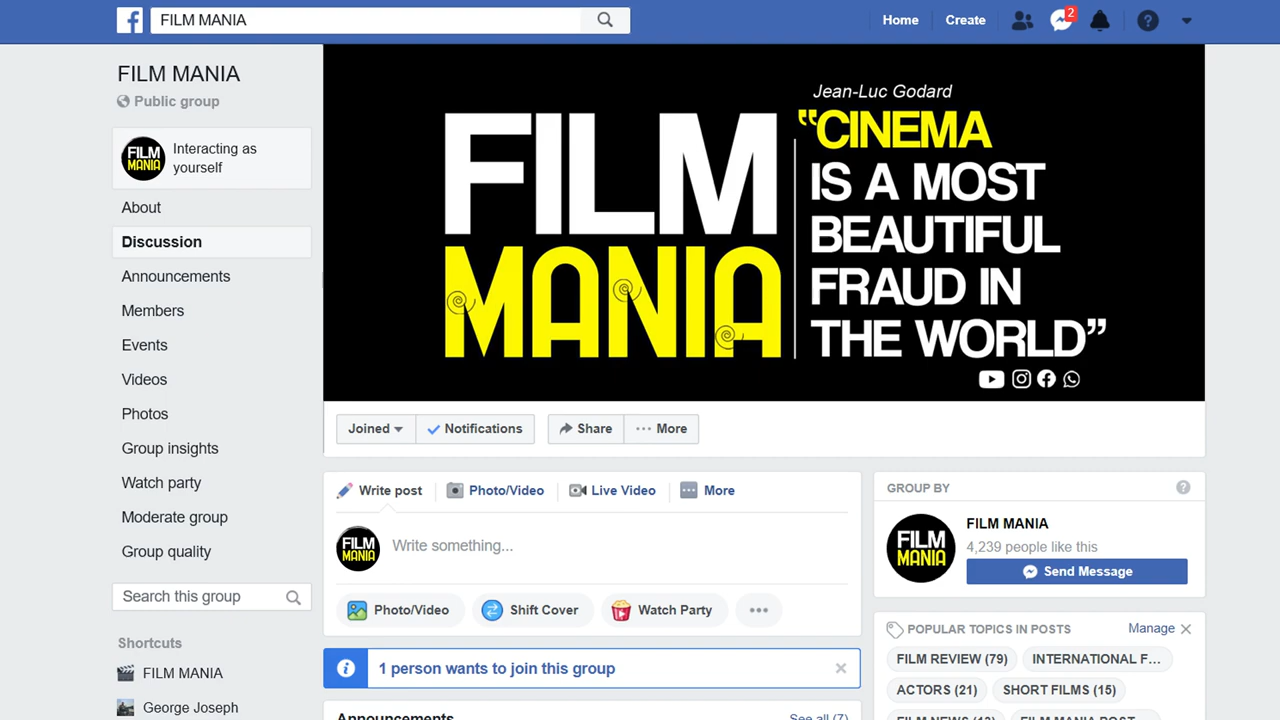 FILM MANIA
Home
Create
2
FILM MANIA
Public group
FILM
MANIA
Interacting as
yourself
About
Discussion
Announcements
Members
Events
Videos
Photos
Group insights
Watch party
Moderate group
Group quality
Search this group
Shortcuts
FILM MANIA
George Joseph
FILM
MANIA
Jean-Luc Godard
“CINEMA
IS A MOST
BEAUTIFUL
FRAUD IN
THE WORLD”
Joined
Notifications
Share
More
Write post
Photo/Video
Live Video
More
FILM
MANIA
Write something...
Photo/Video
Shift Cover
Watch Party
1 person wants to join this group
Announcements
See all (7)
GROUP BY
FILM
MANIA
FILM MANIA
4,239 people like this
Send Message
POPULAR TOPICS IN POSTS
Manage
FILM REVIEW (79)
INTERNATIONAL F...
ACTORS (21)
SHORT FILMS (15)